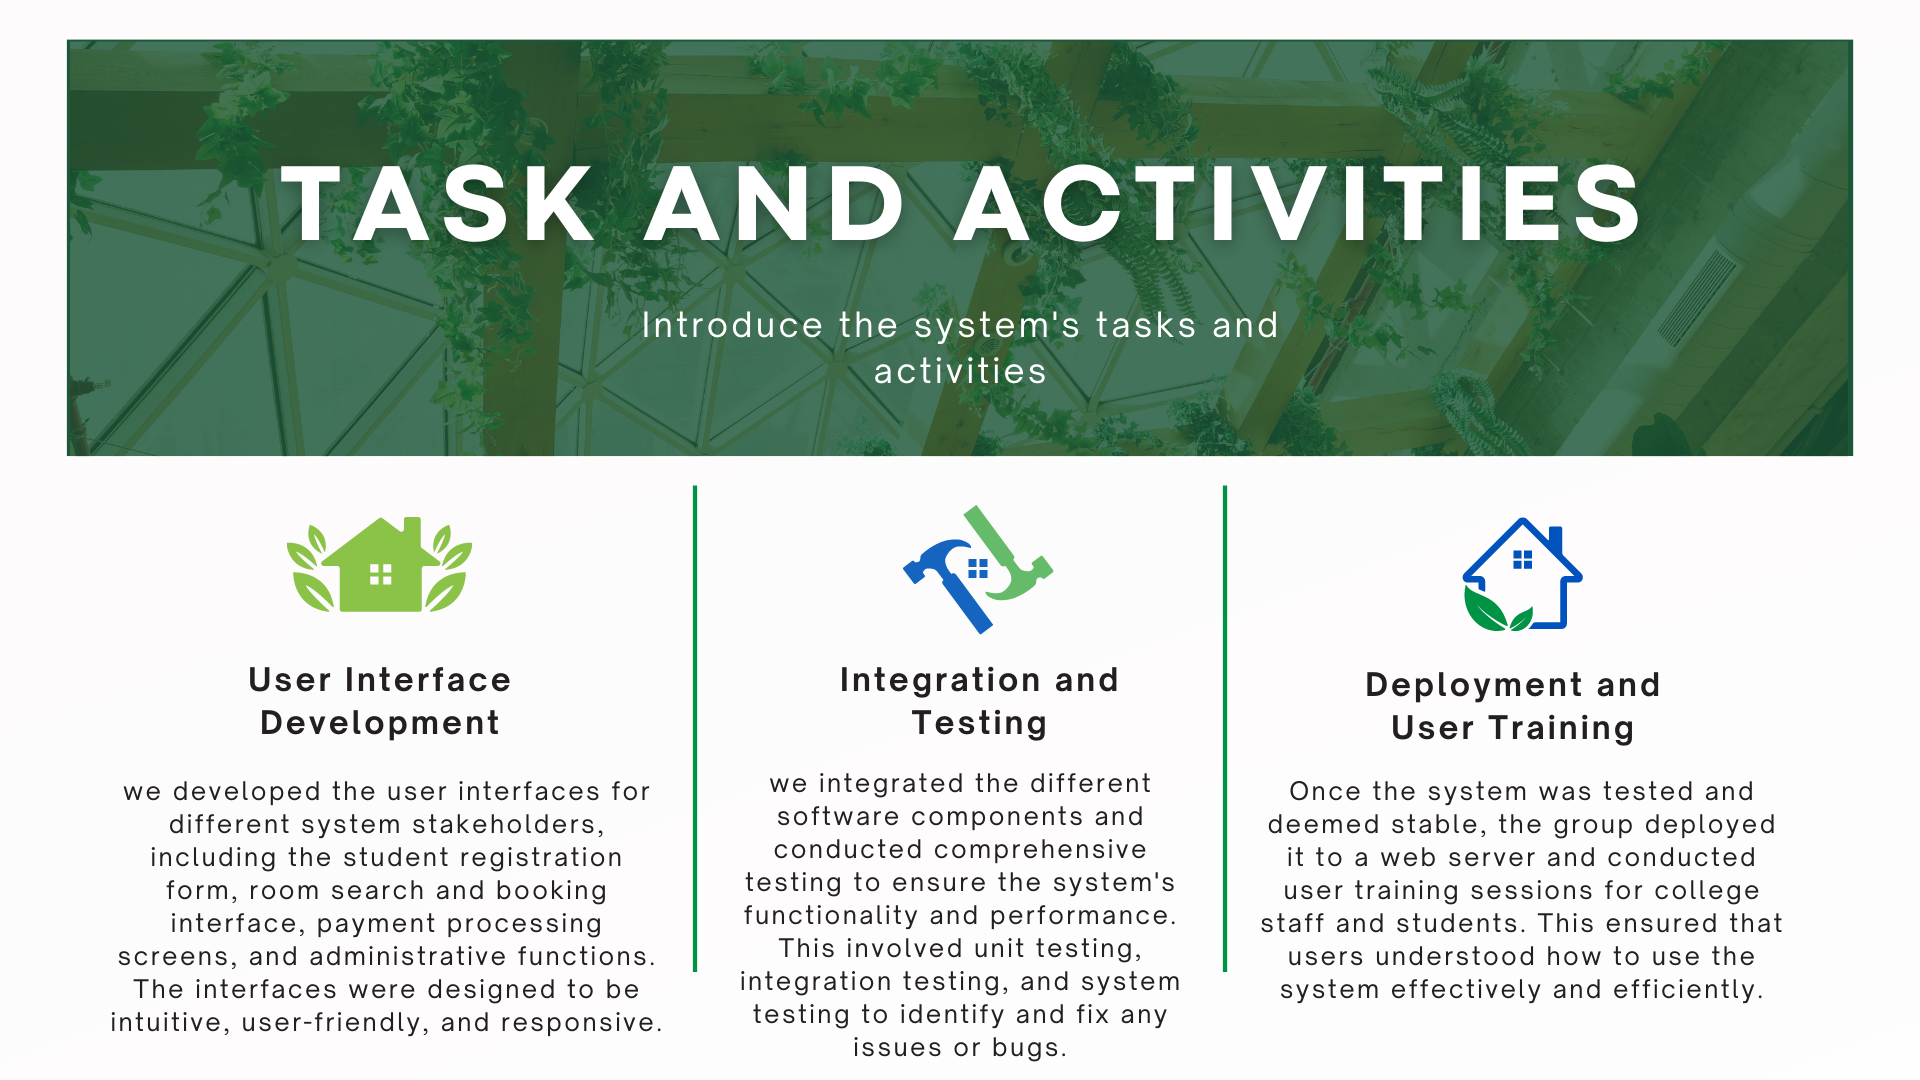 TASK AND ACTIVITIES
Introduce the system's tasks and
activities
User Interface
Development
we developed the user interfaces for
different system stakeholders,
including the student registration
form, room search and booking
interface, payment processing
screens, and administrative functions.
The interfaces were designed to be
intuitive, user-friendly, and responsive.
Integration and
Testing
we integrated the different
software components and
conducted comprehensive
testing to ensure the system's
functionality and performance.
This involved unit testing,
integration testing, and system
testing to identify and fix any
issues or bugs.
Deployment and
User Training
Once the system was tested and
deemed stable, the group deployed
it to a web server and conducted
user training sessions for college
staff and students. This ensured that
users understood how to use the
system effectively and efficiently.